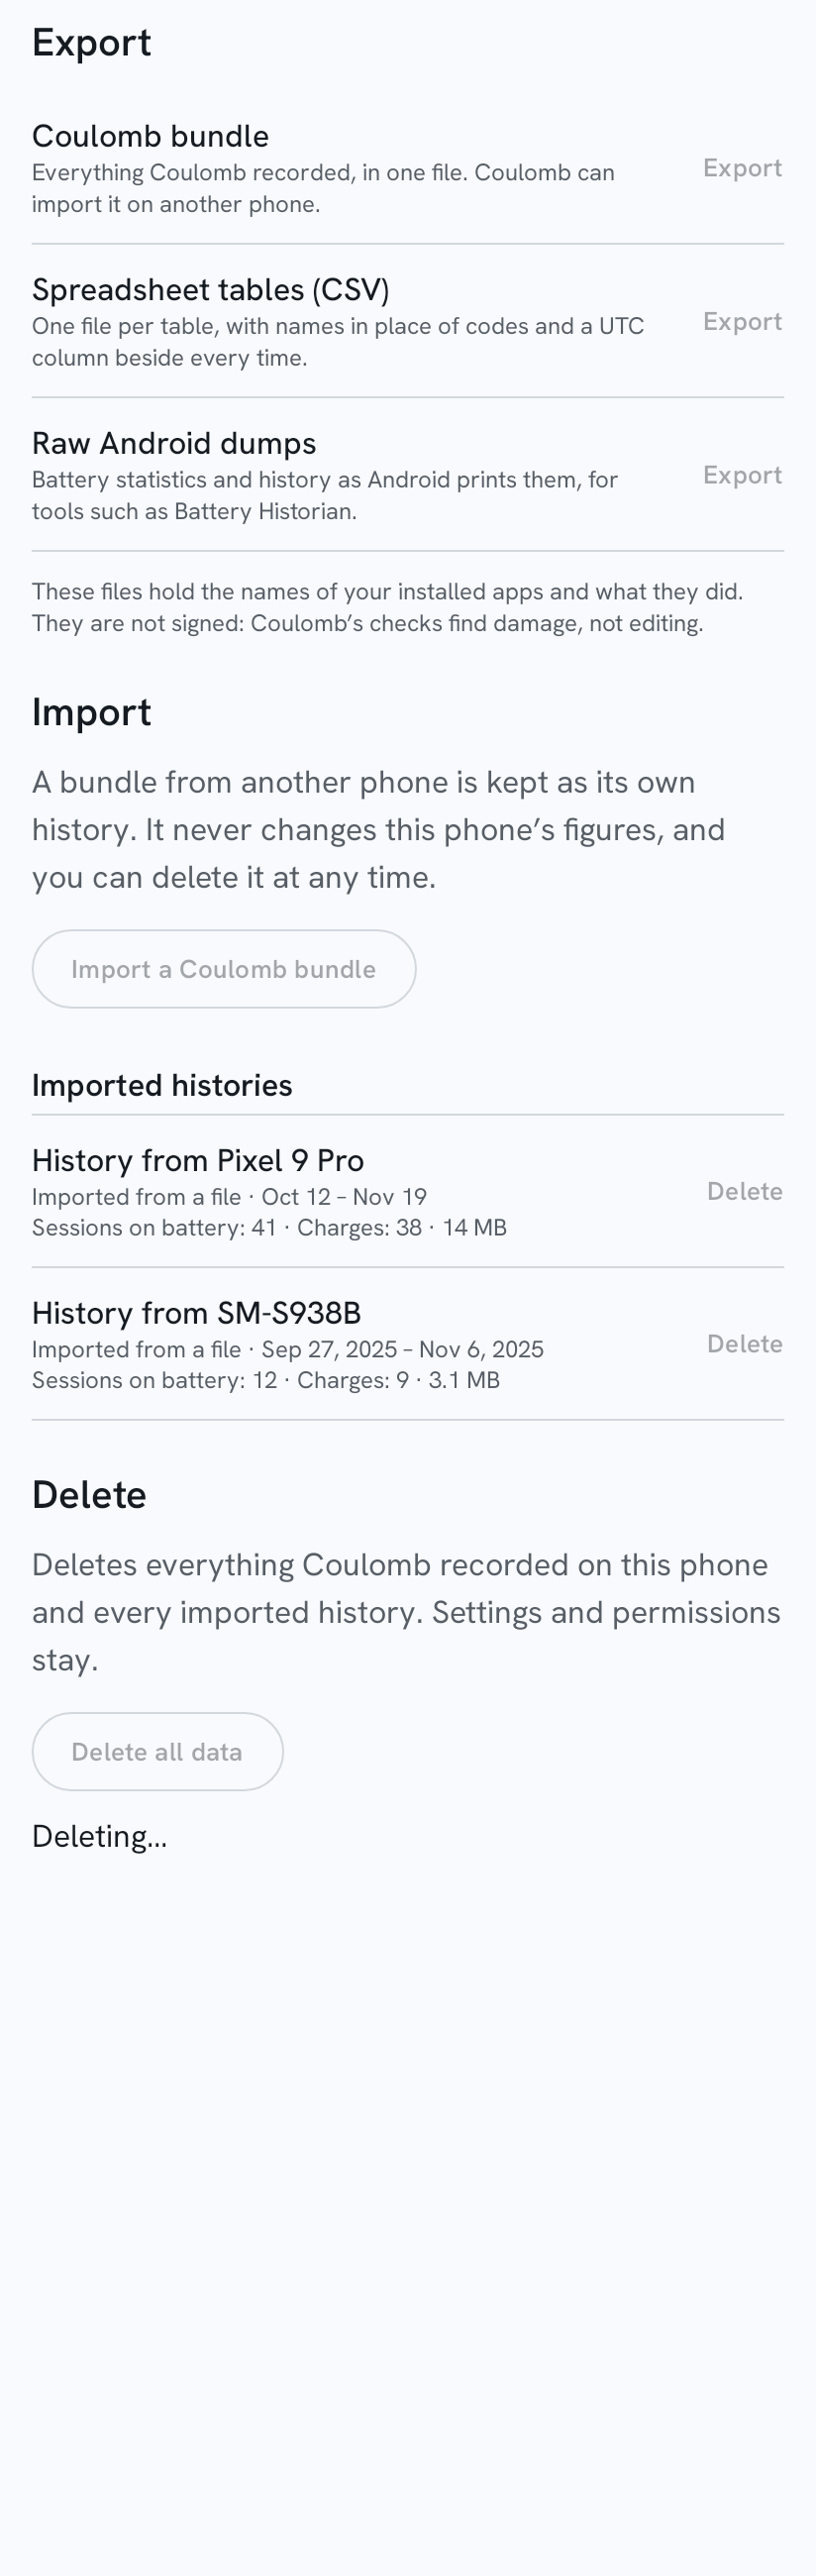 Export
Coulomb bundle
Everything Coulomb recorded, in one file. Coulomb can
import it on another phone.
Export
Spreadsheet tables (CSV)
One file per table, with names in place of codes and a UTC
column beside every time.
Export
Raw Android dumps
Battery statistics and history as Android prints them, for
tools such as Battery Historian.
Export
These files hold the names of your installed apps and what they did.
They are not signed: Coulomb’s checks find damage, not editing.
Import
A bundle from another phone is kept as its own
history. It never changes this phone’s figures, and
you can delete it at any time.
Import a Coulomb bundle
Imported histories
History from Pixel 9 Pro
Imported from a file · Oct 12 – Nov 19
Sessions on battery: 41 · Charges: 38 · 14 MB
Delete
History from SM-S938B
Imported from a file · Sep 27, 2025 – Nov 6, 2025
Sessions on battery: 12 · Charges: 9 · 3.1 MB
Delete
Delete
Deletes everything Coulomb recorded on this phone
and every imported history. Settings and permissions
stay.
Delete all data
Deleting…